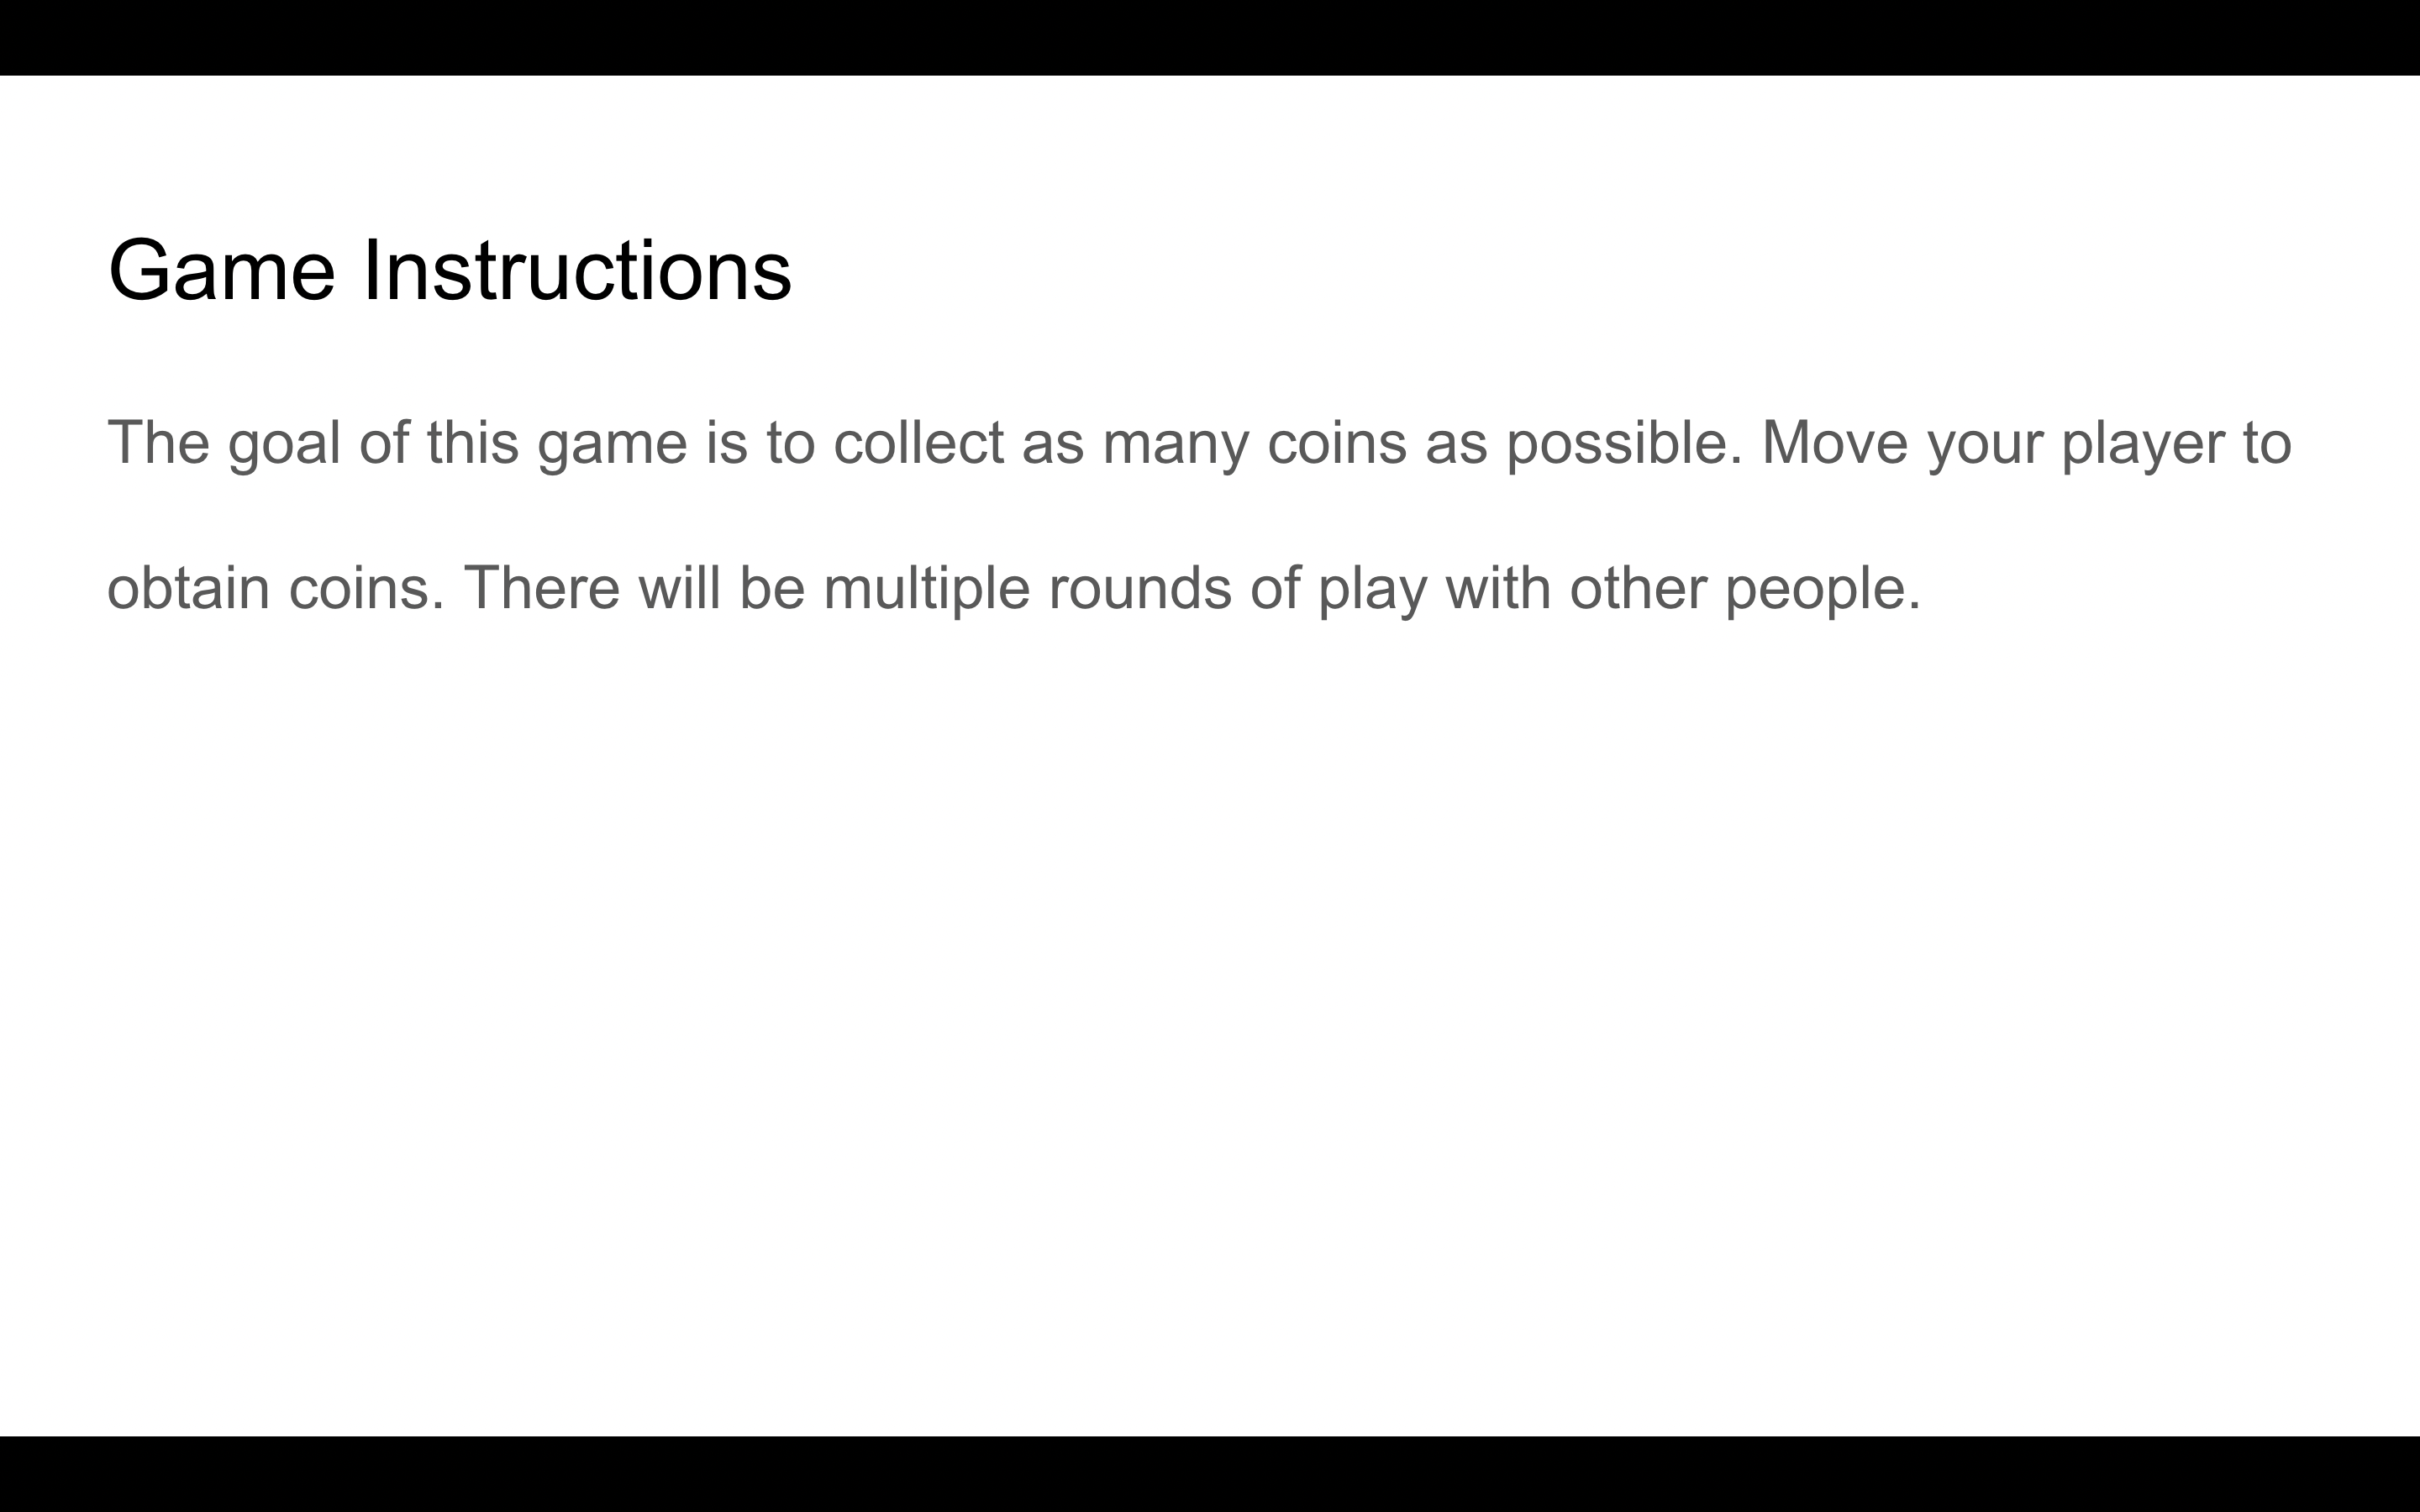 Game Instructions
The goal of this game is to collect as many coins as possible. Move your player to
obtain coins. There will be multiple rounds of play with other people.